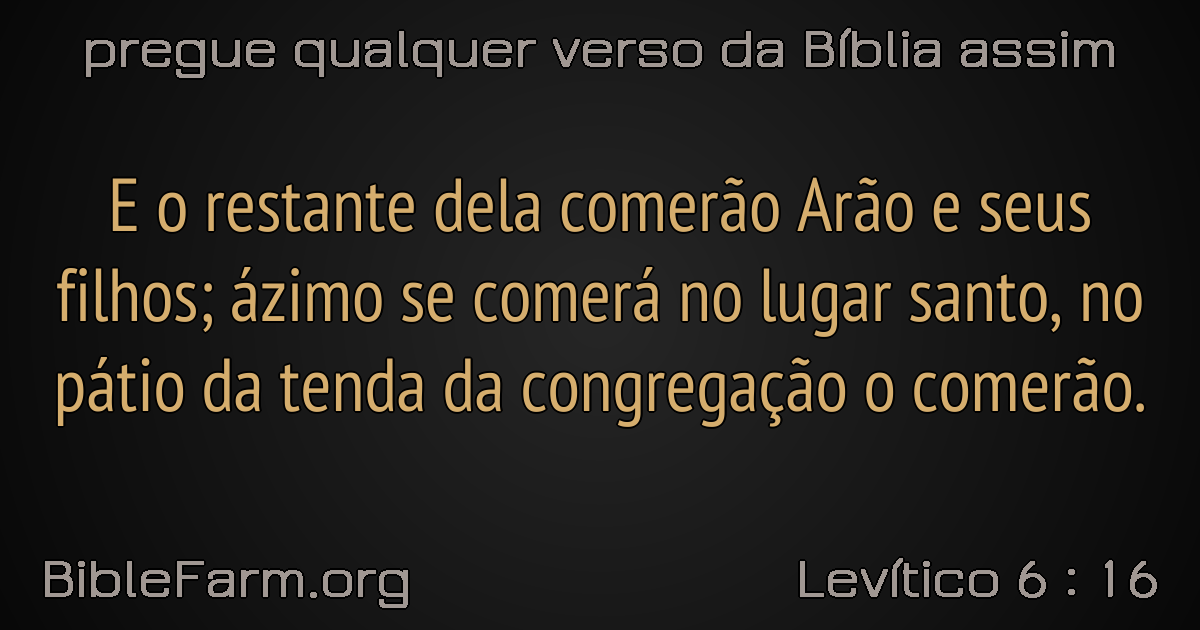 pregue qualquer verso da Bíblia assim
E o restante dela comerão Arão e seus
filhos; ázimo se comerá no lugar santo, no
pátio da tenda da congregação o comerão.
BibleFarm.org
Levítico 6 : 16